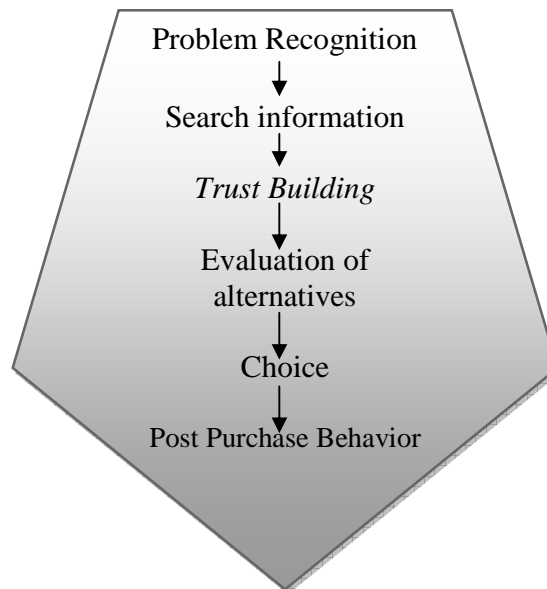 Problem Recognition
Search information
Trust Building
Evaluation of
alternatives
Choice
Post Purchase Behavior